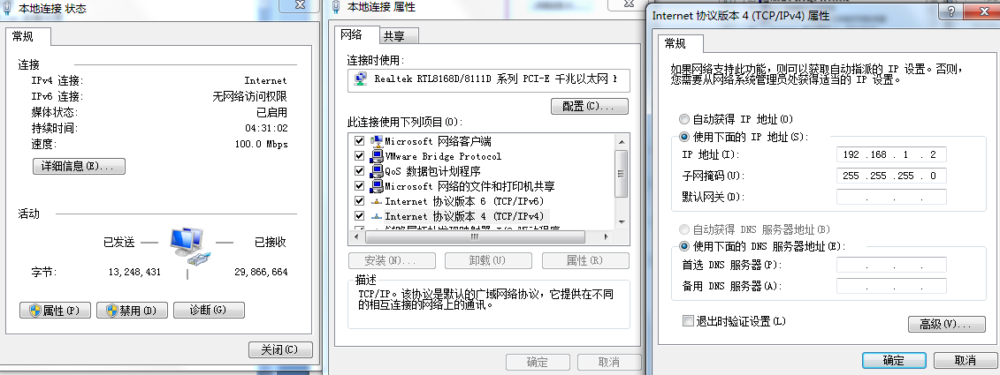 本地连接 状态
常规
连接
IPv4 连接: Internet
IPv6 连接: 无网络访问权限
媒体状态: 已启用
持续时间: 04:31:02
速度: 100.0 Mbps
详细信息(E)...
活动
已发送 已接收
字节: 13,248,431 29,866,664
属性(P) 禁用(D) 诊断(G)
关闭(C)
本地连接 属性
网络 共享
连接时使用:
Realtek RTL8168D/8111D 系列 PCI-E 千兆以太网
配置(C)...
此连接使用下列项目(O):
Microsoft 网络客户端
VMware Bridge Protocol
QoS 数据包计划程序
Microsoft 网络的文件和打印机共享
Internet 协议版本 6 (TCP/IPv6)
Internet 协议版本 4 (TCP/IPv4)
安装(N)... 卸载(U) 属性(R)
描述
TCP/IP。该协议是默认的广域网络协议，它提供在不同
的相互连接的网络上的通讯。
确定 取消
Internet 协议版本 4 (TCP/IPv4) 属性
常规
如果网络支持此功能，则可以获取自动指派的 IP 设置。否则，
您需要从网络系统管理员处获得适当的 IP 设置。
自动获得 IP 地址(O)
使用下面的 IP 地址(S):
IP 地址(I): 192 .168 . 1 . 2
子网掩码(U): 255 .255 .255 . 0
默认网关(D): . . .
自动获得 DNS 服务器地址(B)
使用下面的 DNS 服务器地址(E):
首选 DNS 服务器(P): . . .
备用 DNS 服务器(A): . . .
退出时验证设置(L)
高级(V)...
确定 取消